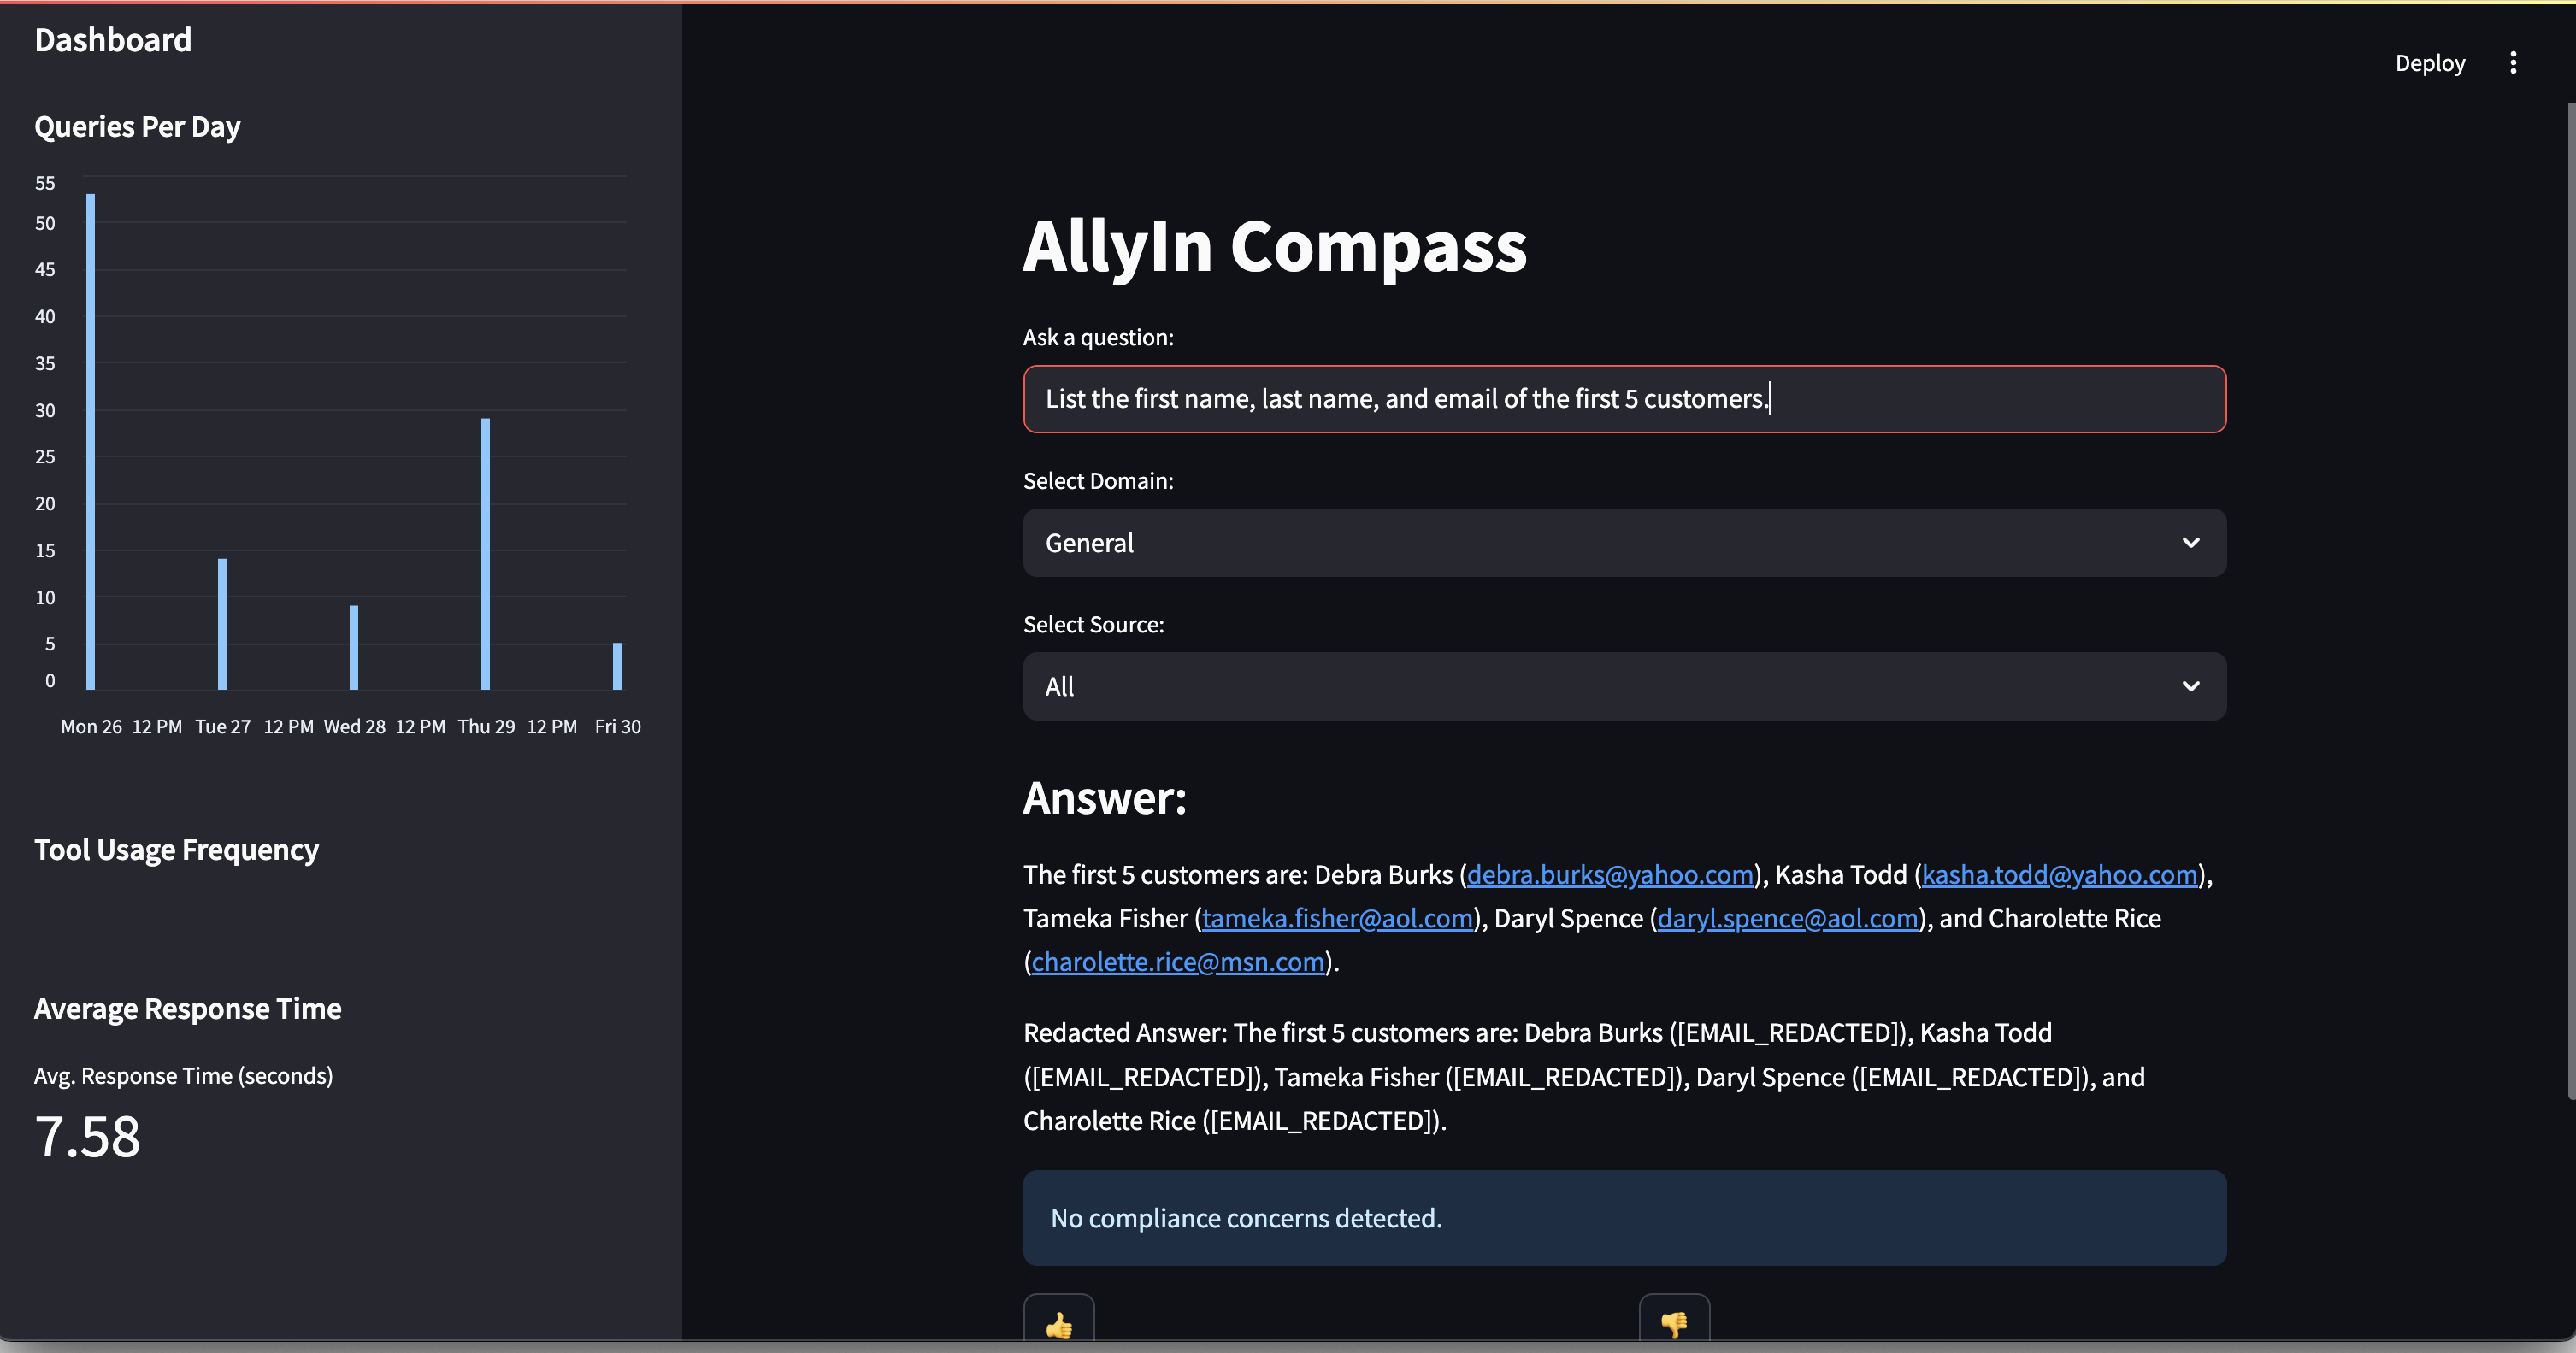 Dashboard
Queries Per Day
55
50
45
40
35
30
25
20
15
10
5
0
Mon 26 12 PM Tue 27 12 PM Wed 28 12 PM Thu 29 12 PM Fri 30
Tool Usage Frequency
Average Response Time
Avg. Response Time (seconds)
7.58
Deploy
AllyIn Compass
Ask a question:
List the first name, last name, and email of the first 5 customers.
Select Domain:
General
Select Source:
All
Answer:
The first 5 customers are: Debra Burks (debra.burks@yahoo.com), Kasha Todd (kasha.todd@yahoo.com),
Tameka Fisher (tameka.fisher@aol.com), Daryl Spence (daryl.spence@aol.com), and Charolette Rice
(charolette.rice@msn.com).
Redacted Answer: The first 5 customers are: Debra Burks ([EMAIL_REDACTED]), Kasha Todd
([EMAIL_REDACTED]), Tameka Fisher ([EMAIL_REDACTED]), Daryl Spence ([EMAIL_REDACTED]), and
Charolette Rice ([EMAIL_REDACTED]).
No compliance concerns detected.